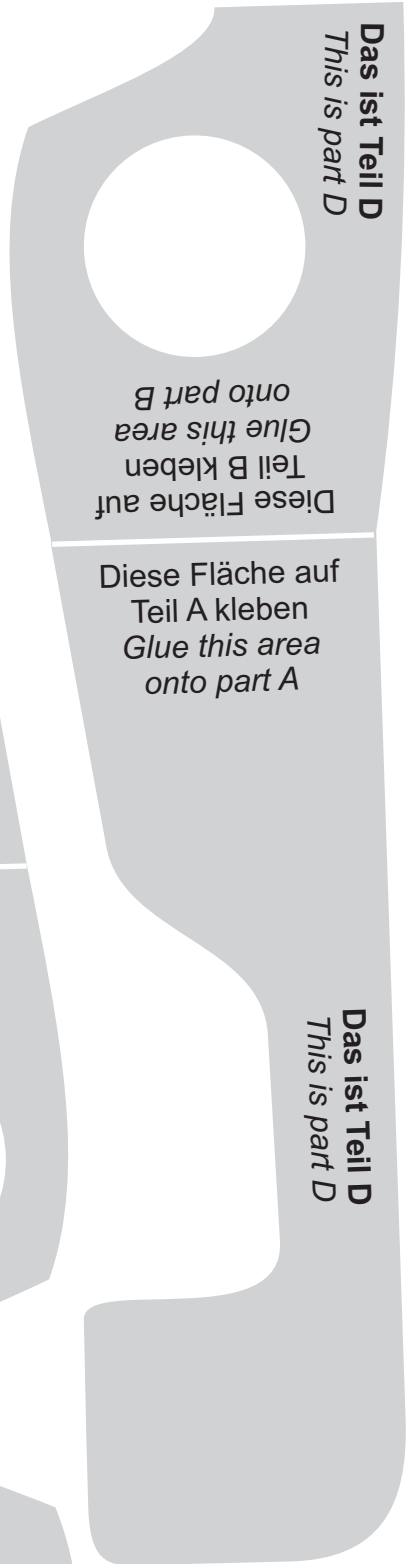 Das ist Teil D
This is part D
Diese Fläche auf
Teil B kleben
Glue this area
onto part B
Diese Fläche auf
Teil A kleben
Glue this area
onto part A
Das ist Teil D
This is part D